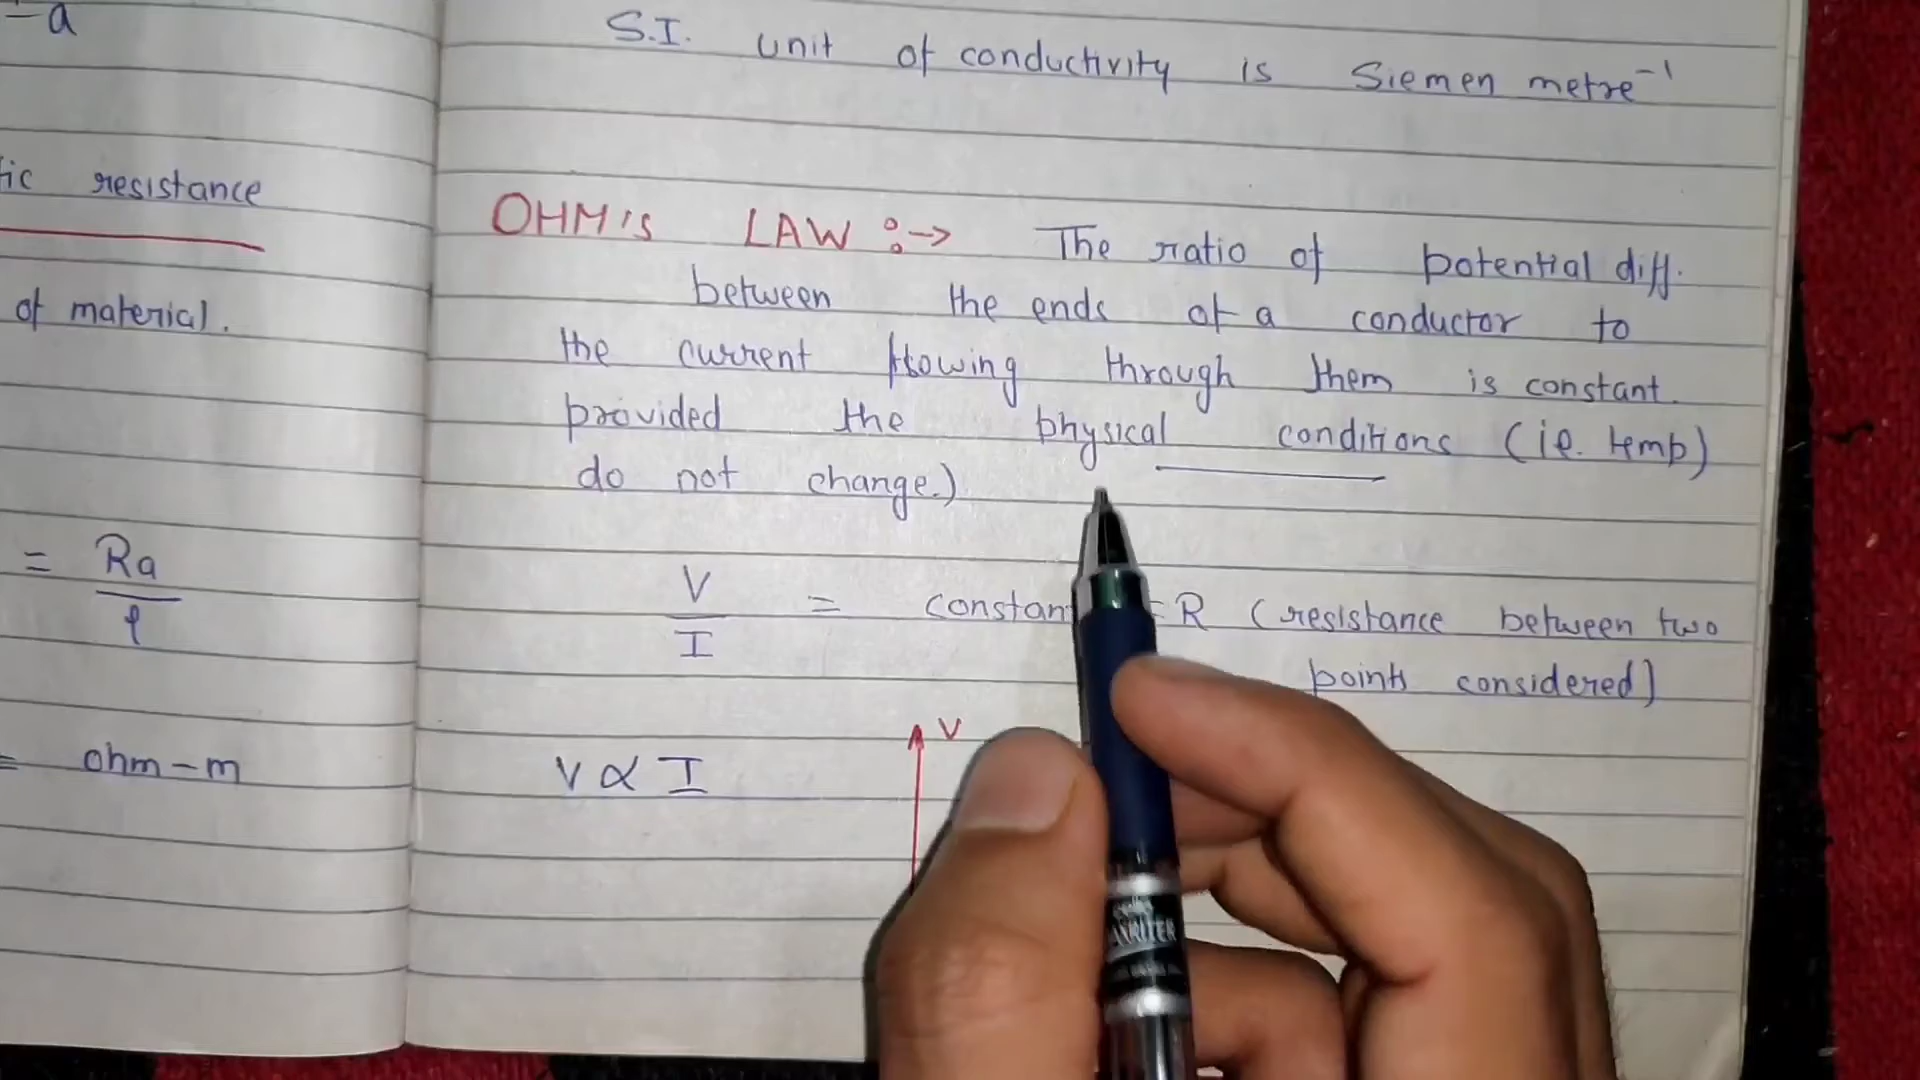 - a
ic resistance
of material.
= Ra
l
= ohm-m
S.I. unit of conductivity is Siemen metre⁻¹
OHM's LAW :→ The ratio of potential diff.
between the ends of a conductor to
the current flowing through them is constant.
provided the physical conditions (ie. temp)
do not change.)
V
I
= constan = R (resistance between two
points considered)
V ∝ I
V
WRITER